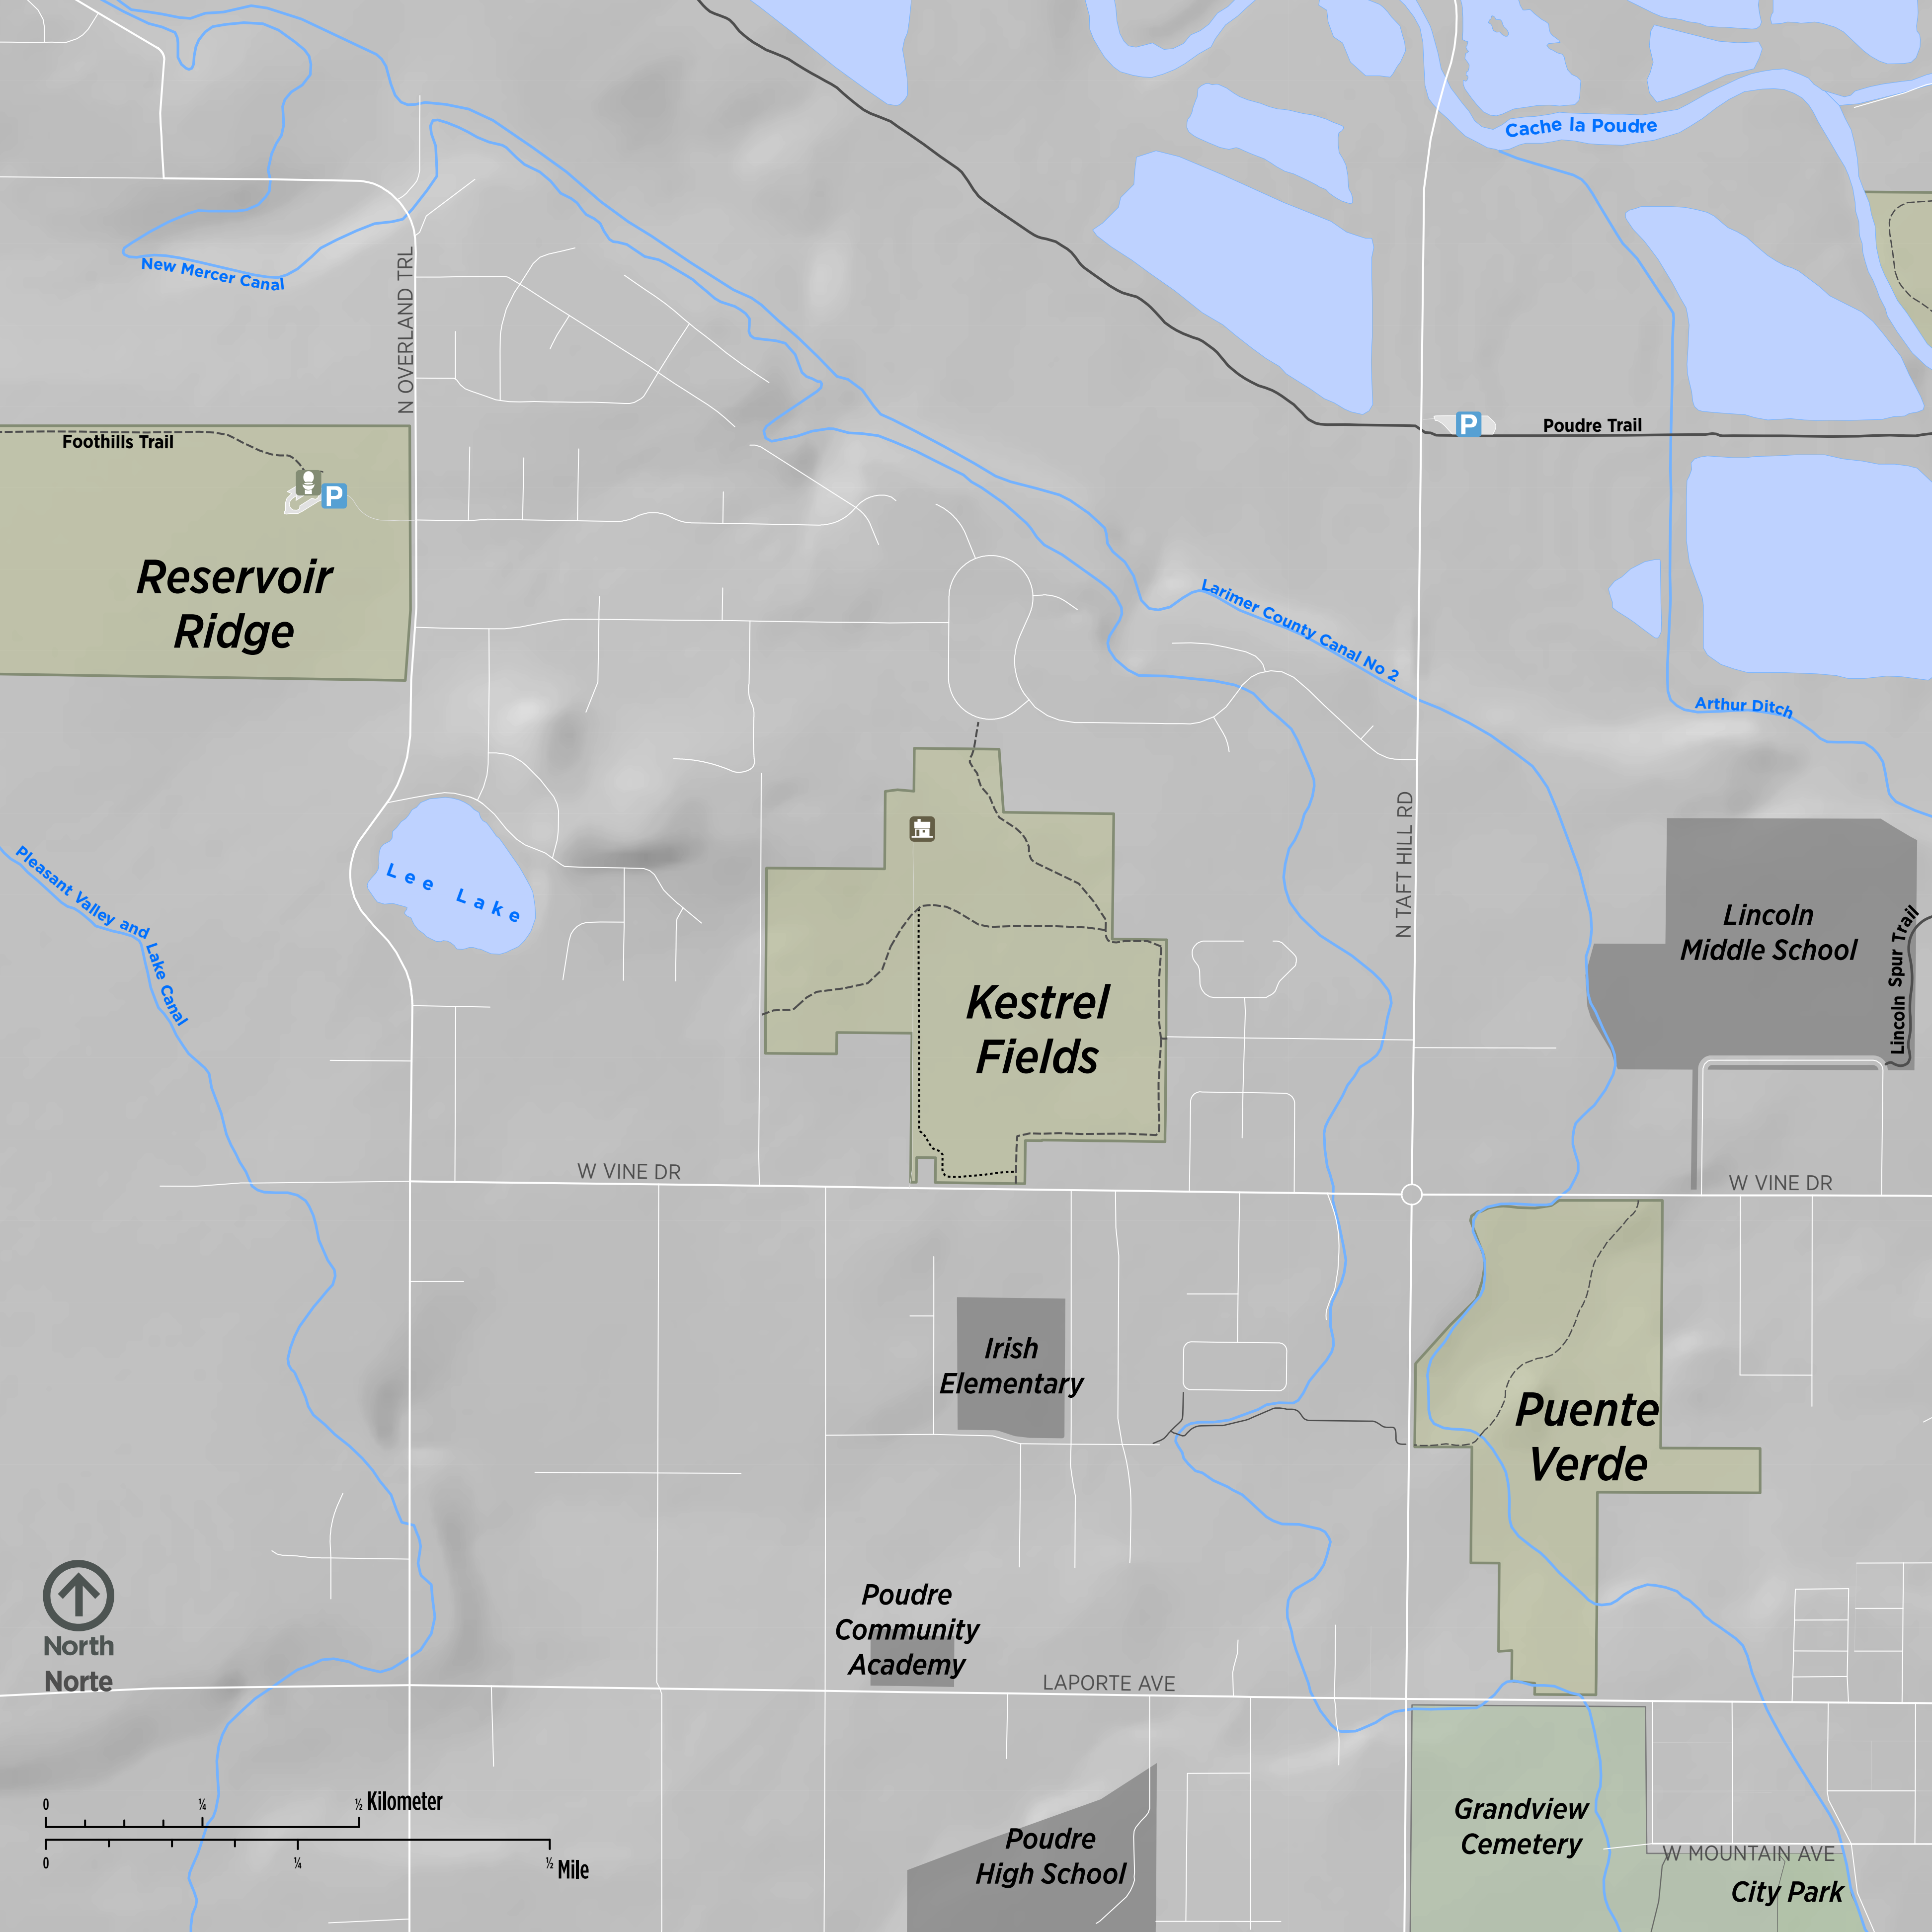 Cache la Poudre
New Mercer Canal
N OVERLAND TRL
Foothills Trail
P
P
Poudre Trail
Reservoir
Ridge
Larimer County Canal No 2
Arthur Ditch
Lee Lake
Pleasant Valley and Lake Canal
N TAFT HILL RD
Lincoln
Middle School
Lincoln Spur Trail
Kestrel
Fields
W VINE DR
W VINE DR
Irish
Elementary
Puente
Verde
North
Norte
Poudre
Community
Academy
LAPORTE AVE
0 ¼ ½ Kilometer
0 ¼ ½ Mile
Poudre
High School
Grandview
Cemetery
W MOUNTAIN AVE
City Park